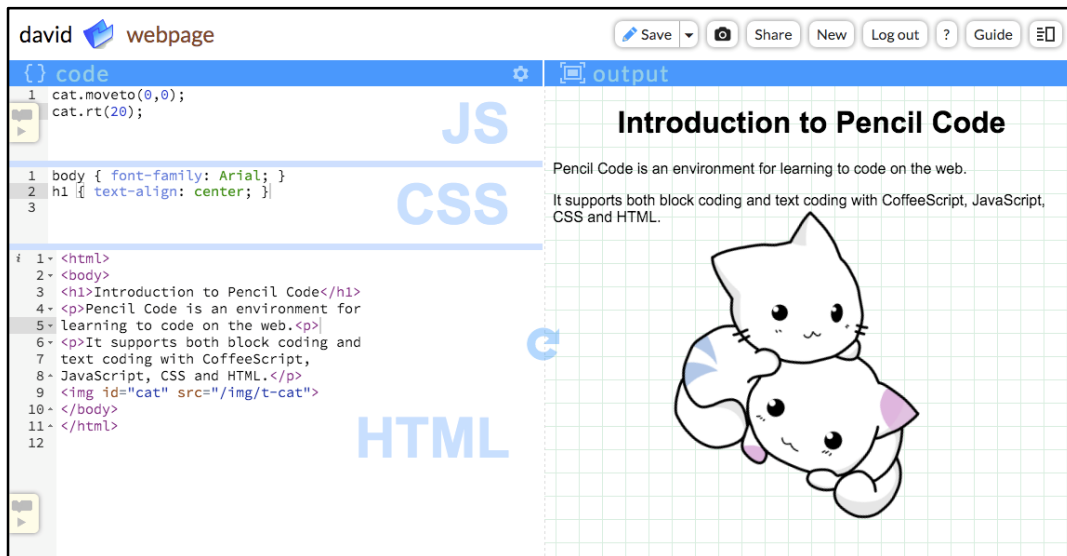 david webpage Save Share New Log out ? Guide
{} code
output
1 cat.moveto(0,0);
cat.rt(20);
JS
1 body { font-family: Arial; }
2 h1 { text-align: center; }
3
CSS
i 1 <html>
2 <body>
3 <h1>Introduction to Pencil Code</h1>
4 <p>Pencil Code is an environment for
5 learning to code on the web.<p>
6 <p>It supports both block coding and
7 text coding with CoffeeScript,
8 JavaScript, CSS and HTML.</p>
9 <img id="cat" src="/img/t-cat">
10 </body>
11 </html>
12
HTML
Introduction to Pencil Code
Pencil Code is an environment for learning to code on the web.
It supports both block coding and text coding with CoffeeScript, JavaScript,
CSS and HTML.